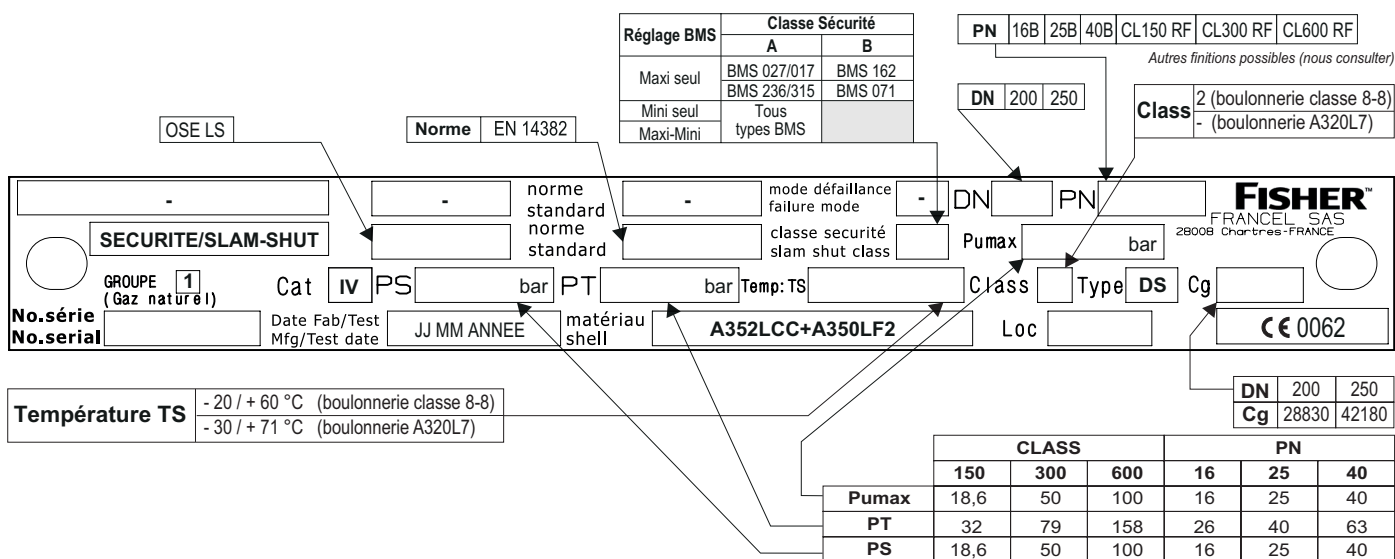 Réglage BMS Classe Sécurité
A B
Maxi seul BMS 027/017 BMS 162
BMS 236/315 BMS 071
Mini seul Tous
Maxi-Mini types BMS
PN 16B 25B 40B CL150 RF CL300 RF CL600 RF
Autres finitions possibles (nous consulter)
DN 200 250
Class 2 (boulonnerie classe 8-8)
- (boulonnerie A320L7)
OSE LS
Norme EN 14382
- - norme standard - mode défaillance failure mode - DN PN FISHER™
FRANCEL SAS
28008 Chartres-FRANCE
SECURITE/SLAM-SHUT norme standard classe securité slam shut class Pumax bar
GROUPE 1 (Gaz naturel) Cat IV PS bar PT bar Temp: TS Class Type DS Cg
No.série No.serial Date Fab/Test Mfg/Test date JJ MM ANNEE matériau shell A352LCC+A350LF2 Loc CE 0062
Température TS - 20 / + 60 °C (boulonnerie classe 8-8)
- 30 / + 71 °C (boulonnerie A320L7)
DN 200 250
Cg 28830 42180
CLASS PN
150 300 600 16 25 40
Pumax 18,6 50 100 16 25 40
PT 32 79 158 26 40 63
PS 18,6 50 100 16 25 40